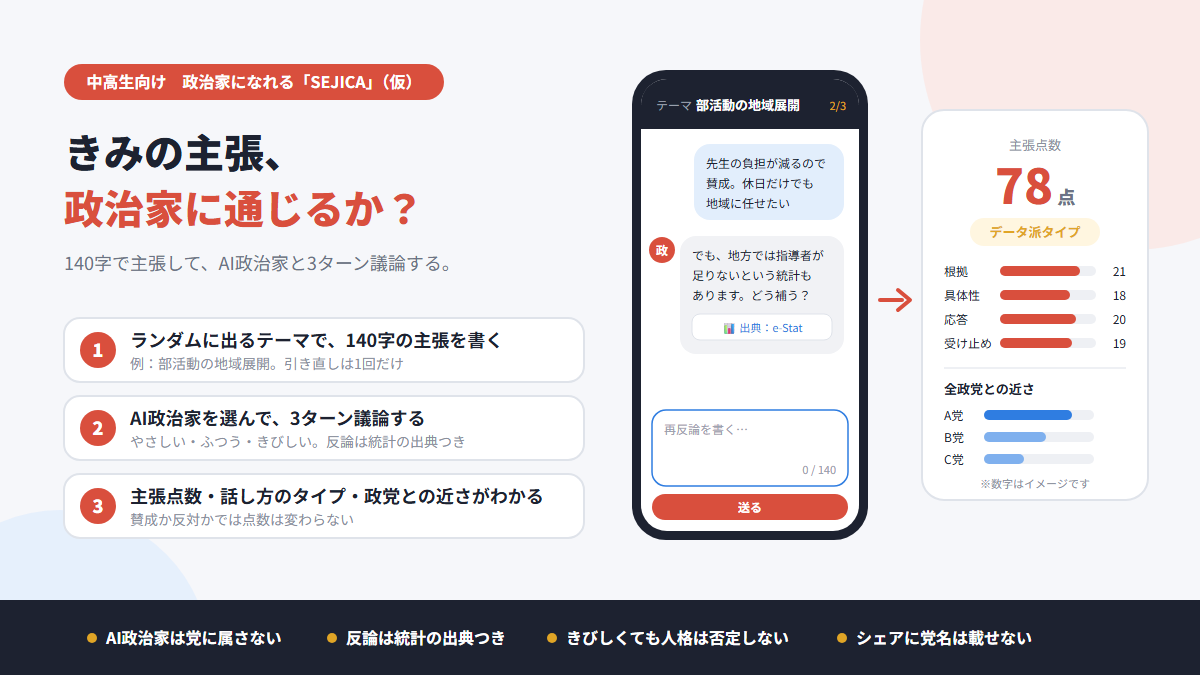 中高生向け 政治家になれる「SEJICA」（仮）
きみの主張、
政治家に通じるか？
140字で主張して、AI政治家と3ターン議論する。
1
ランダムに出るテーマで、140字の主張を書く
例：部活動の地域展開。引き直しは1回だけ
2
AI政治家を選んで、3ターン議論する
やさしい・ふつう・きびしい。反論は統計の出典つき
3
主張点数・話し方のタイプ・政党との近さがわかる
賛成か反対かでは点数は変わらない
テーマ 部活動の地域展開 2/3
先生の負担が減るので
賛成。休日だけでも
地域に任せたい
政
でも、地方では指導者が
足りないという統計も
あります。どう補う？
出典：e-Stat
再反論を書く…
0 / 140
送る
主張点数
78 点
データ派タイプ
根拠 21
具体性 18
応答 20
受け止め 19
全政党との近さ
A党
B党
C党
※数字はイメージです
AI政治家は党に属さない
反論は統計の出典つき
きびしくても人格は否定しない
シェアに党名は載せない